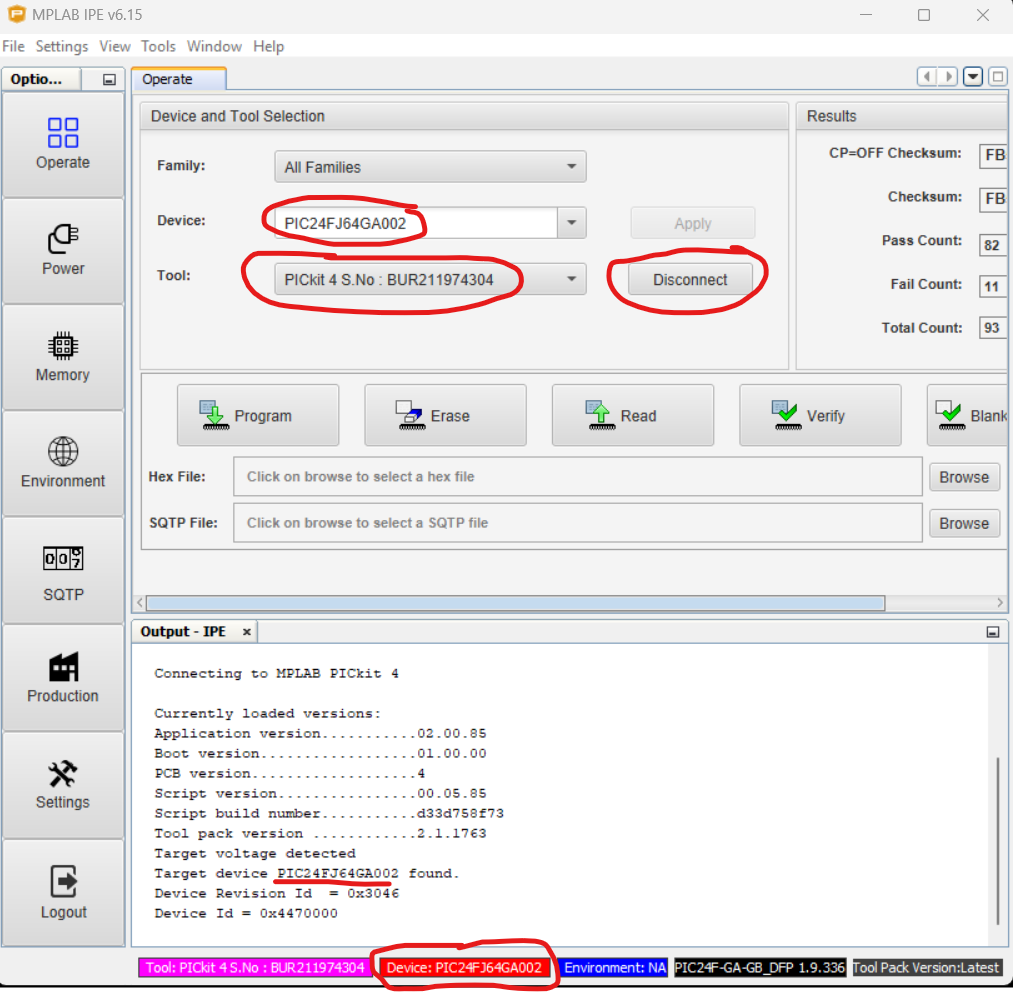 MPLAB IPE v6.15
File Settings View Tools Window Help
Optio...
Operate
Power
Memory
Environment
SQTP
Production
Settings
Logout
Operate
Device and Tool Selection
Family:
All Families
Device:
PIC24FJ64GA002
Apply
Tool:
PICkit 4 S.No : BUR211974304
Disconnect
Results
CP=OFF Checksum: FB
Checksum: FB
Pass Count: 82
Fail Count: 11
Total Count: 93
Program Erase Read Verify Blank
Hex File: Click on browse to select a hex file Browse
SQTP File: Click on browse to select a SQTP file Browse
Output - IPE
Connecting to MPLAB PICkit 4
Currently loaded versions:
Application version...........02.00.85
Boot version..................01.00.00
PCB version...................4
Script version................00.05.85
Script build number...........d33d758f73
Tool pack version ............2.1.1763
Target voltage detected
Target device PIC24FJ64GA002 found.
Device Revision Id  = 0x3046
Device Id = 0x4470000
Tool: PICkit 4 S.No : BUR211974304 Device: PIC24FJ64GA002 Environment: NA PIC24F-GA-GB_DFP 1.9.336 Tool Pack Version:Latest